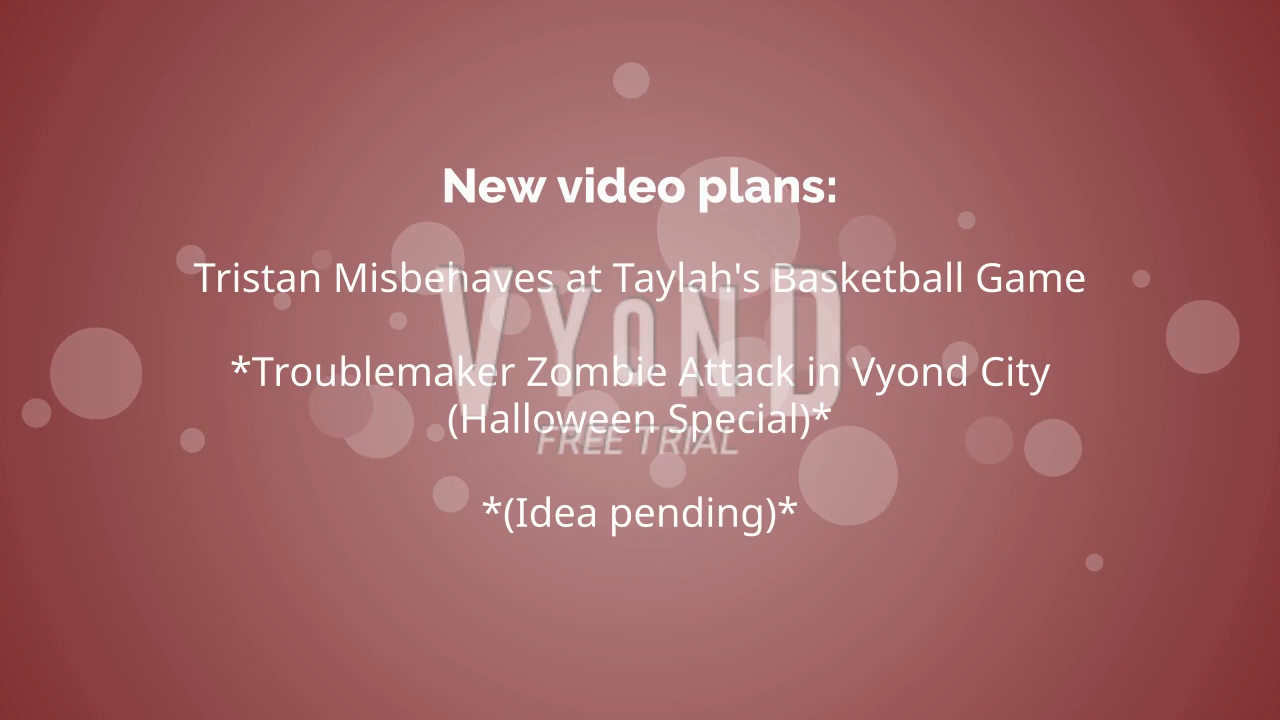 New video plans:
Tristan Misbehaves at Taylah's Basketball Game
*Troublemaker Zombie Attack in Vyond City
(Halloween Special)*
*(Idea pending)*
VYOND
FREE TRIAL